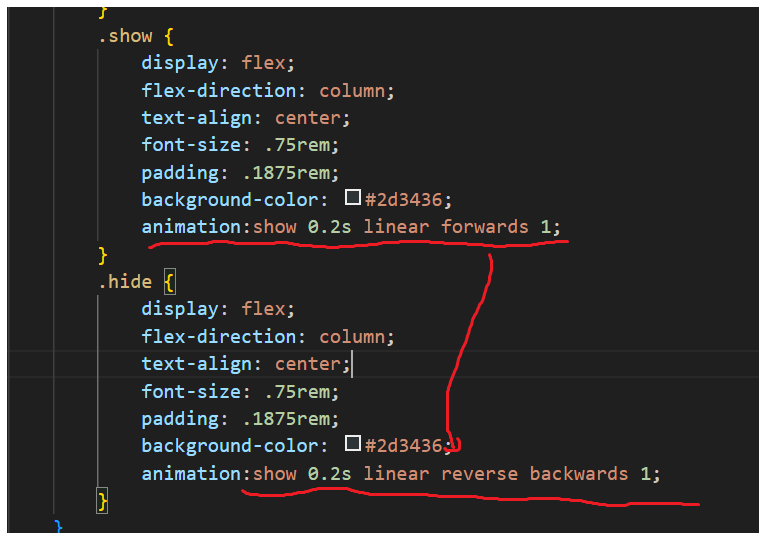 }
.show {
display: flex;
flex-direction: column;
text-align: center;
font-size: .75rem;
padding: .1875rem;
background-color: #2d3436;
animation:show 0.2s linear forwards 1;
}
.hide {
display: flex;
flex-direction: column;
text-align: center;
font-size: .75rem;
padding: .1875rem;
background-color: #2d3436;
animation:show 0.2s linear reverse backwards 1;
}
}